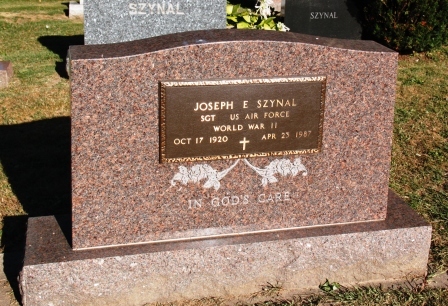 SZYNAL
SZYNAL
JOSEPH E SZYNAL
SGT US AIR FORCE
WORLD WAR II
OCT 17 1920 APR 25 1987
IN GOD'S CARE